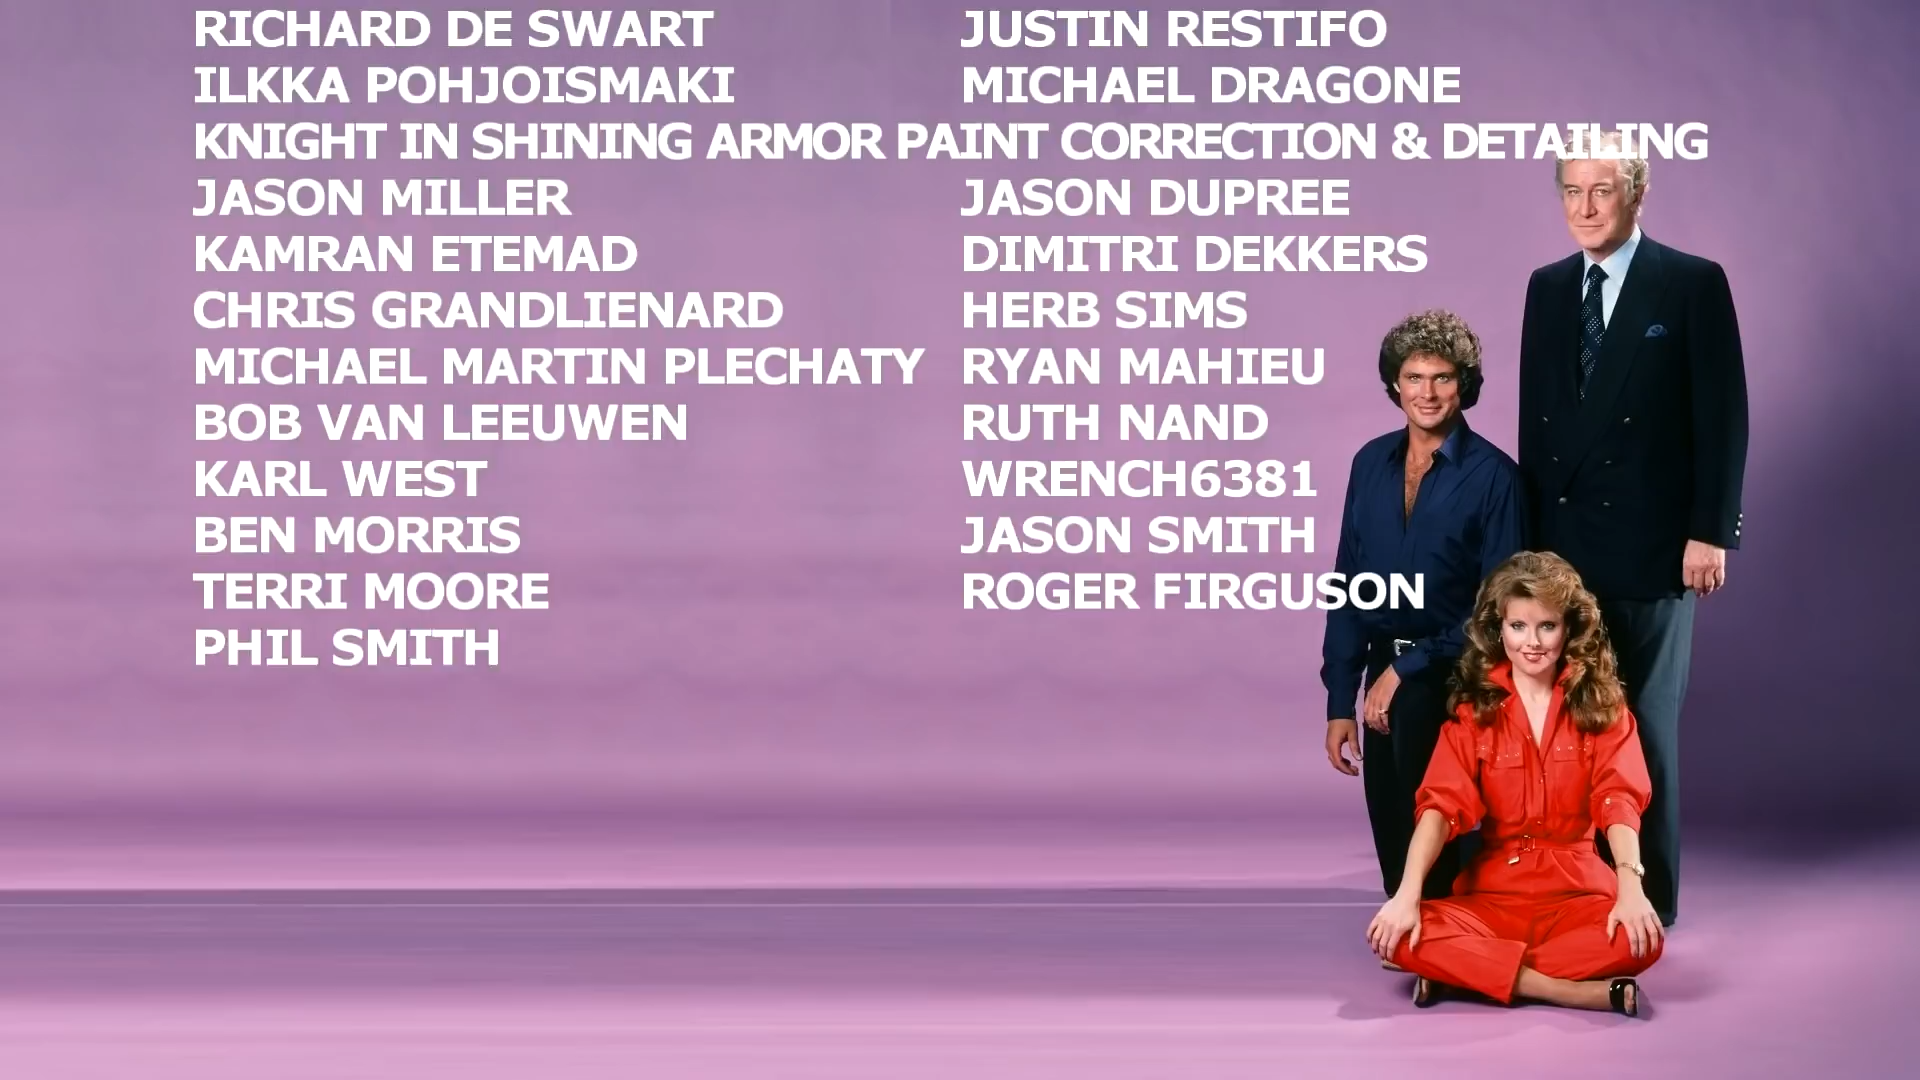 RICHARD DE SWART
ILKKA POHJOISMAKI
KNIGHT IN SHINING ARMOR PAINT CORRECTION & DETAILING
JASON MILLER
KAMRAN ETEMAD
CHRIS GRANDLIENARD
MICHAEL MARTIN PLECHATY
BOB VAN LEEUWEN
KARL WEST
BEN MORRIS
TERRI MOORE
PHIL SMITH
JUSTIN RESTIFO
MICHAEL DRAGONE
JASON DUPREE
DIMITRI DEKKERS
HERB SIMS
RYAN MAHIEU
RUTH NAND
WRENCH6381
JASON SMITH
ROGER FIRGUSON